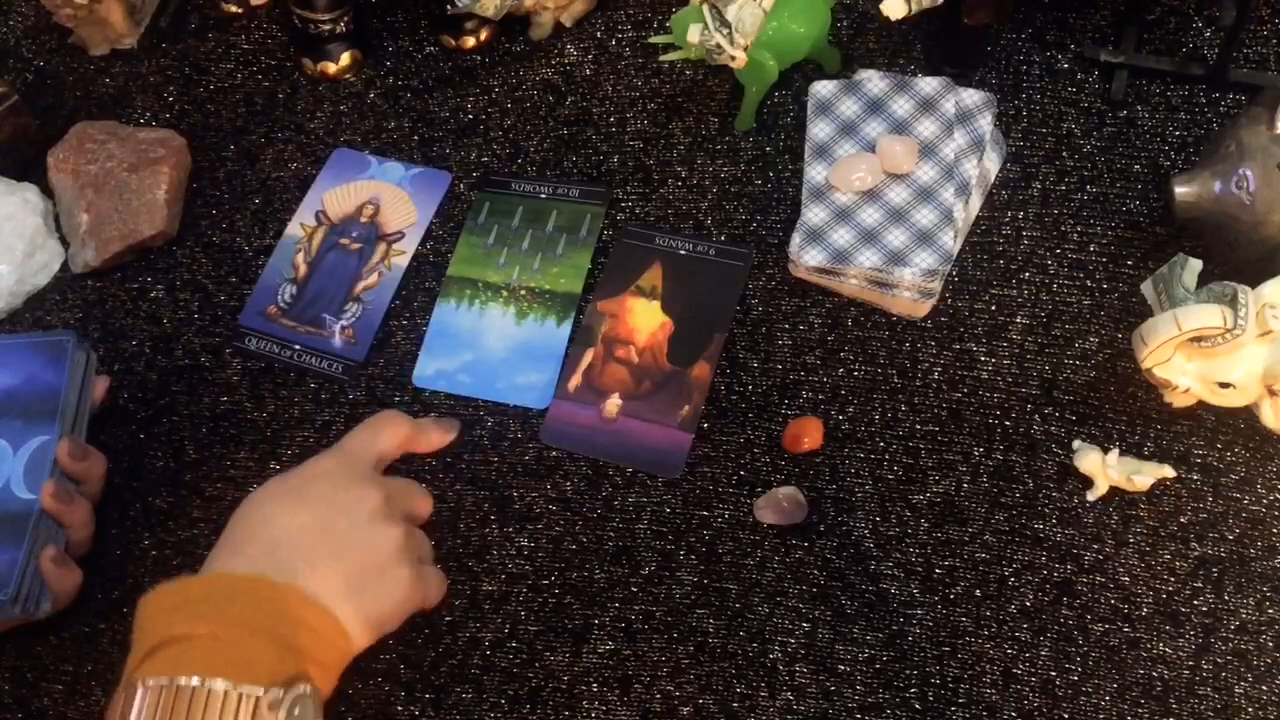 QUEEN OF CHALICES
10 OF SWORDS
9 OF WANDS